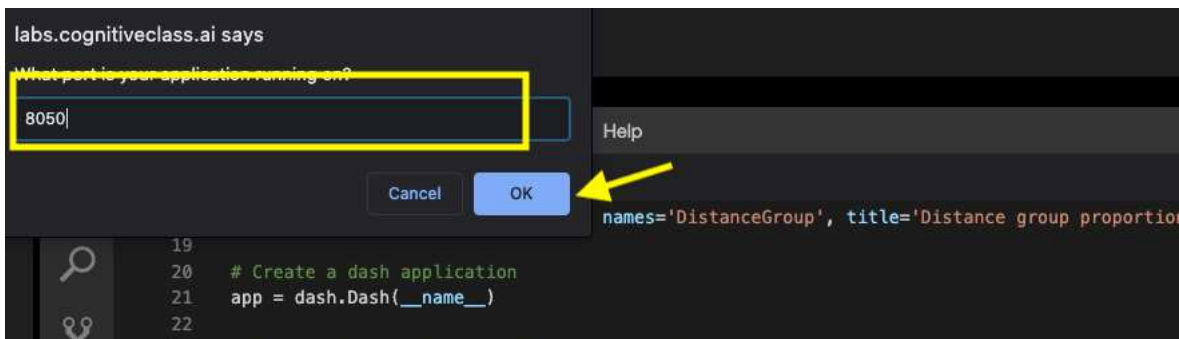 labs.cognitiveclass.ai says
What port is your application running on?
8050
Cancel
OK
Help
names='DistanceGroup', title='Distance group proportion
19
20 # Create a dash application
21 app = dash.Dash(__name__)
22